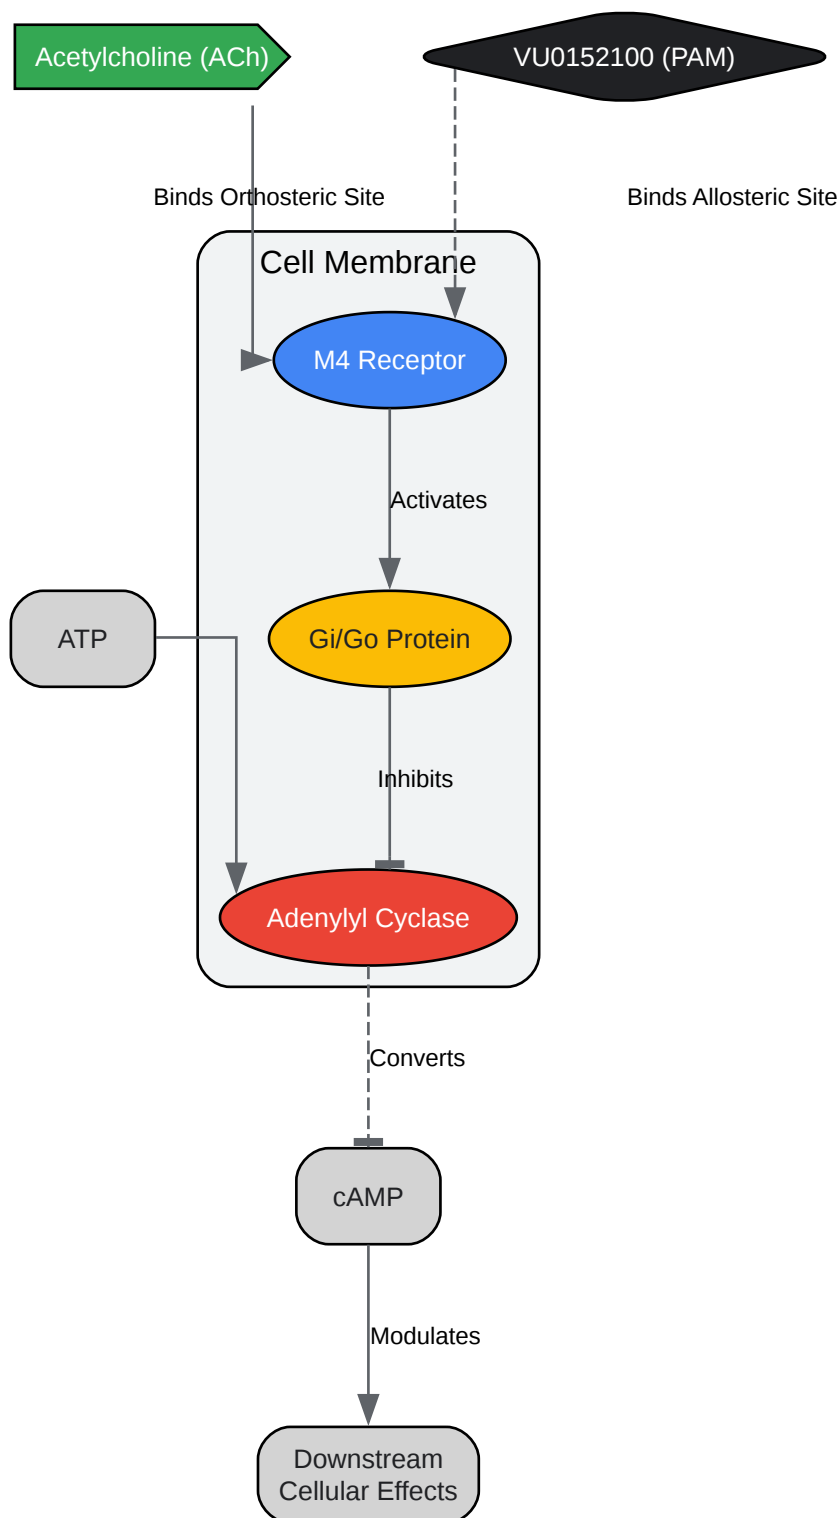 Acetylcholine (ACh)
VU0152100 (PAM)
Binds Orthosteric Site
Binds Allosteric Site
Cell Membrane
M4 Receptor
Activates
ATP
Gi/Go Protein
Inhibits
Adenylyl Cyclase
Converts
cAMP
Modulates
Downstream
Cellular Effects